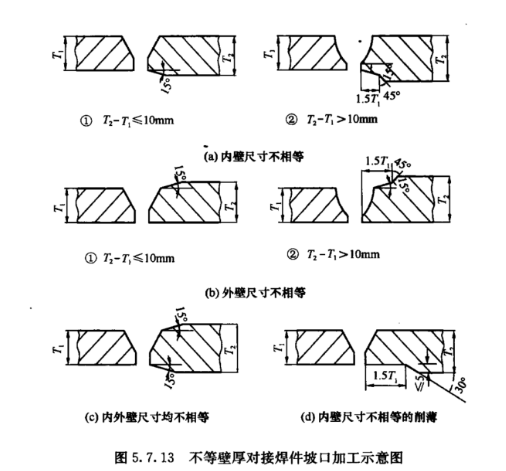 T₁ T₂ 15°
T₁ T₂ 15° 1.5T₁ 45°
① T₂-T₁≤10mm ② T₂-T₁>10mm
(a) 内壁尺寸不相等
T₁ T₂ 15°
T₁ T₂ 1.5T₁ 45° 15°
① T₂-T₁≤10mm ② T₂-T₁>10mm
(b) 外壁尺寸不相等
T₁ T₂ 15° 15°
T₁ 1.5T₁ ≤5 30°
(c) 内外壁尺寸均不相等 (d) 内壁尺寸不相等的削薄
图 5.7.13 不等壁厚对接焊件坡口加工示意图